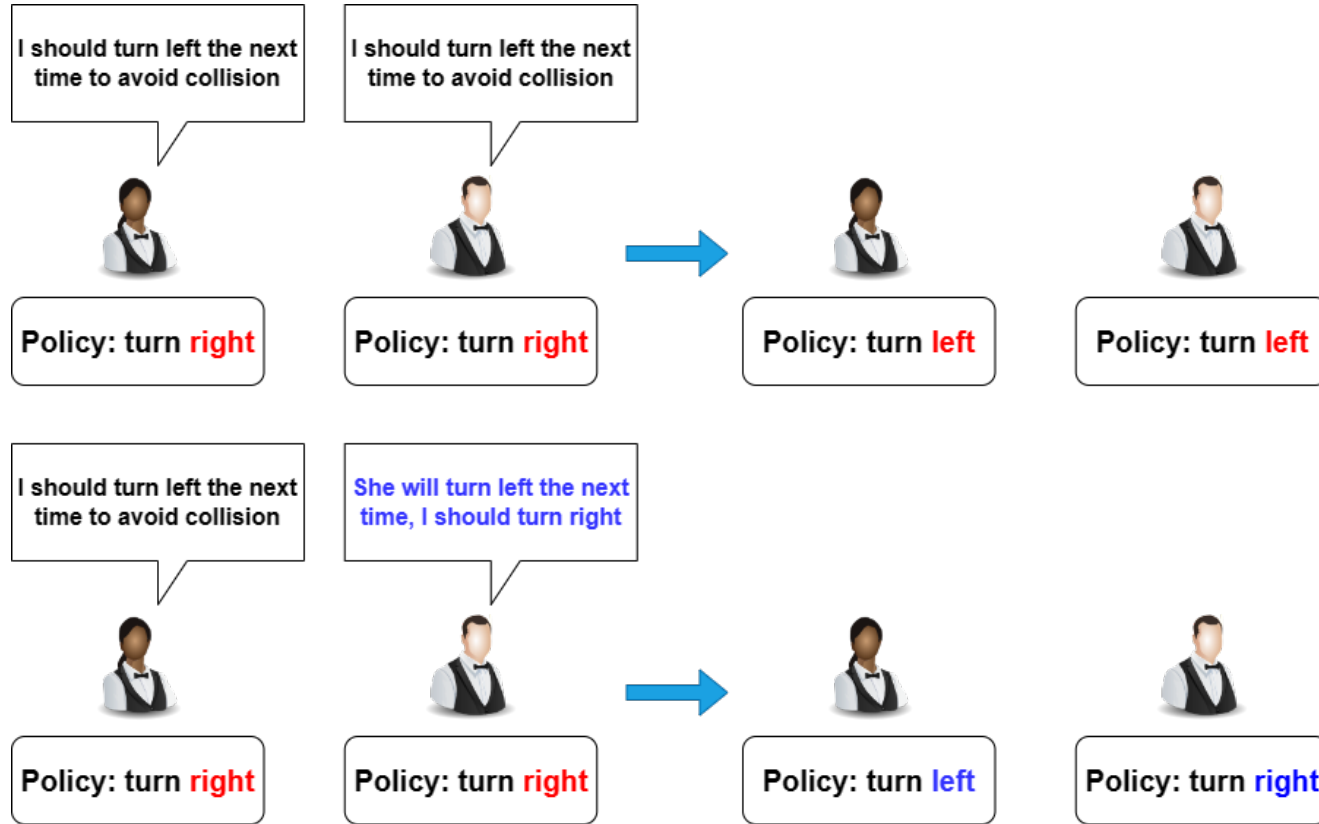 I should turn left the next
time to avoid collision
I should turn left the next
time to avoid collision
Policy: turn right
Policy: turn right
Policy: turn left
Policy: turn left
I should turn left the next
time to avoid collision
She will turn left the next
time, I should turn right
Policy: turn right
Policy: turn right
Policy: turn left
Policy: turn right